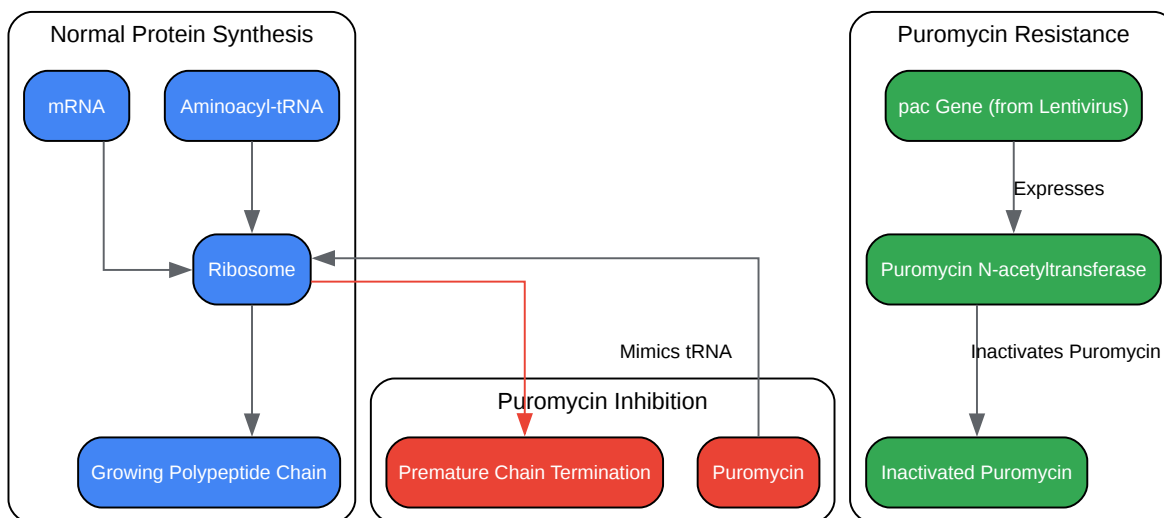 Normal Protein Synthesis
mRNA
Aminoacyl-tRNA
Ribosome
Growing Polypeptide Chain
Mimics tRNA
Puromycin Inhibition
Premature Chain Termination
Puromycin
Puromycin Resistance
pac Gene (from Lentivirus)
Expresses
Puromycin N-acetyltransferase
Inactivates Puromycin
Inactivated Puromycin